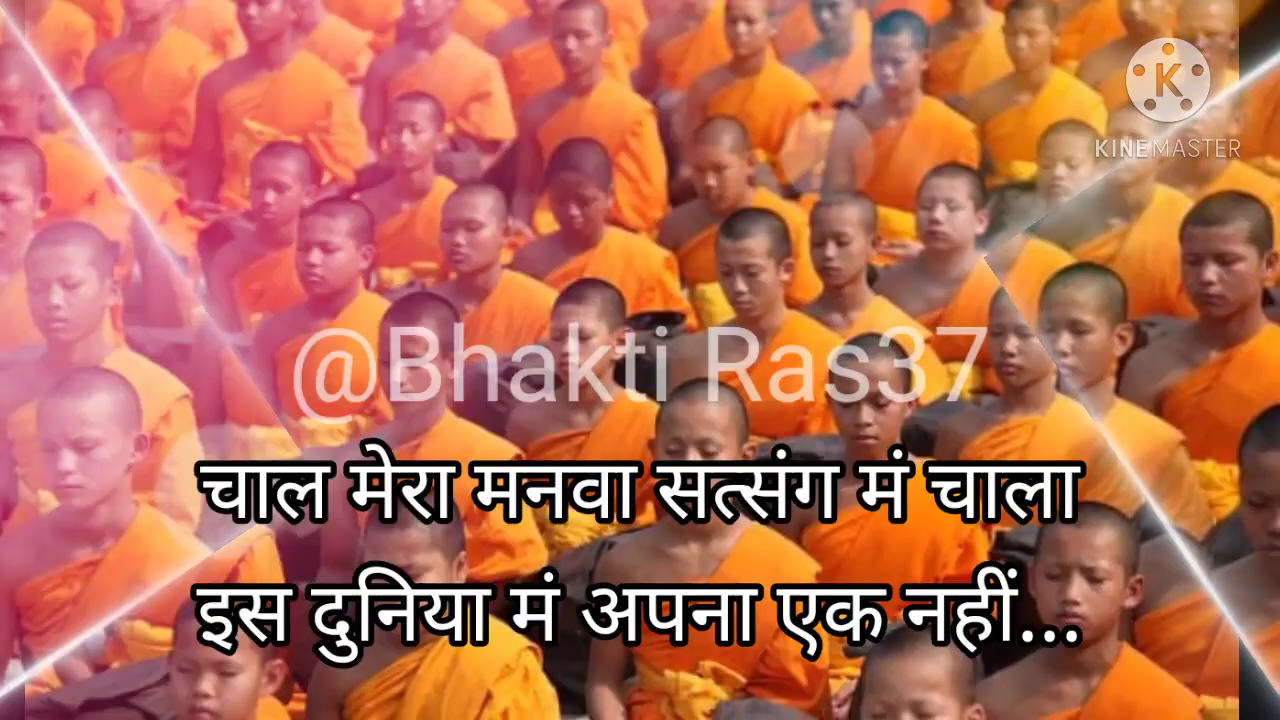 K
KINEMASTER
@Bhakti Ras37
चाल मेरा मनवा सत्संग मं चाला
इस दुनिया मं अपना एक नहीं...